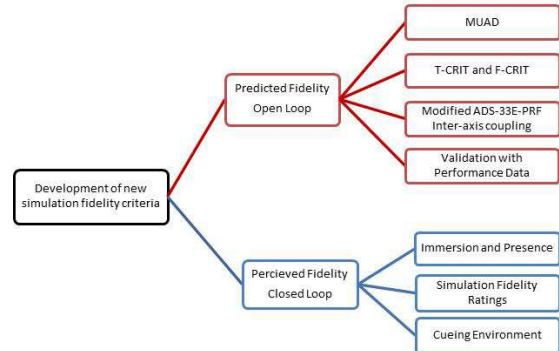 MUAD
Predicted Fidelity
Open Loop
T-CRIT and F-CRIT
Modified ADS-33E-PRF
Inter-axis coupling
Validation with
Performance Data
Development of new
simulation fidelity criteria
Percieved Fidelity
Closed Loop
Immersion and Presence
Simulation Fidelity
Ratings
Cueing Environment